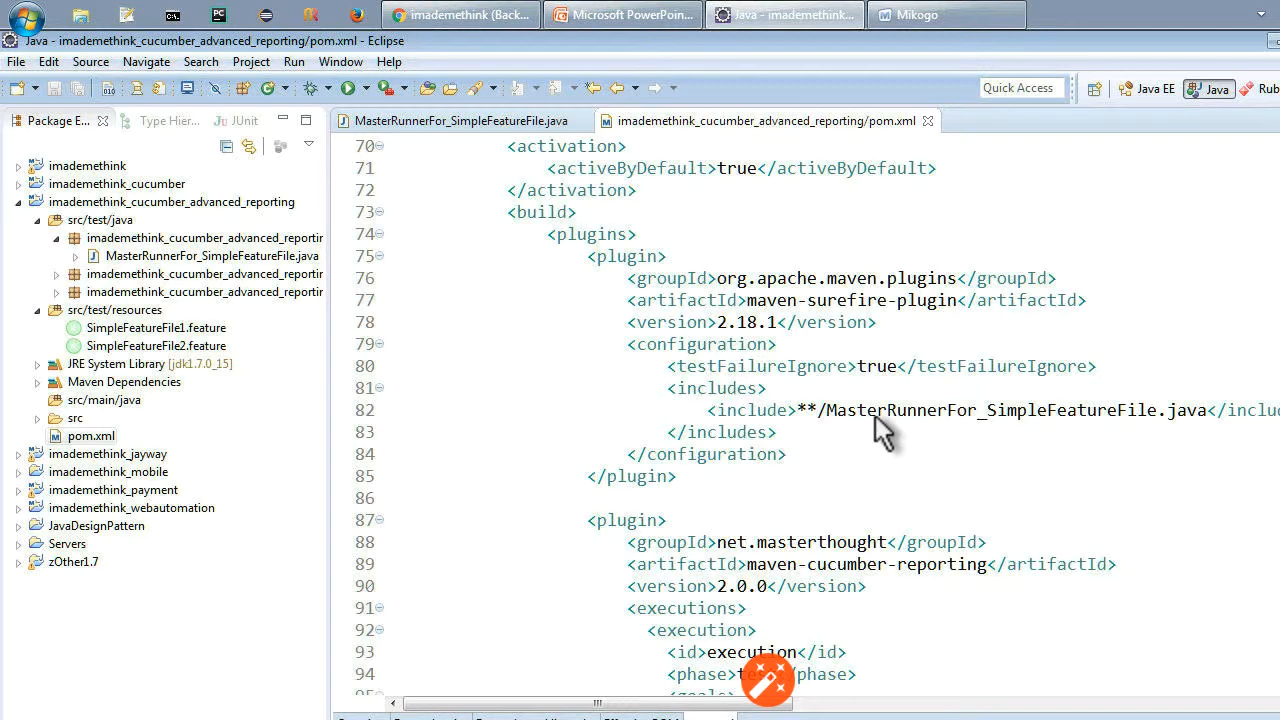 imademethink (Back...
Microsoft PowerPoin...
Java - imademethink...
Mikogo
Java - imademethink_cucumber_advanced_reporting/pom.xml - Eclipse
File Edit Source Navigate Search Project Run Window Help
Quick Access
Java EE
Java
Rub
Package E...
Type Hier...
JUnit
MasterRunnerFor_SimpleFeatureFile.java
imademethink_cucumber_advanced_reporting/pom.xml
imademethink
imademethink_cucumber
imademethink_cucumber_advanced_reporting
src/test/java
imademethink_cucumber_advanced_reportin
MasterRunnerFor_SimpleFeatureFile.java
imademethink_cucumber_advanced_reportin
imademethink_cucumber_advanced_reportin
src/test/resources
SimpleFeatureFile1.feature
SimpleFeatureFile2.feature
JRE System Library [jdk1.7.0_15]
Maven Dependencies
src/main/java
src
pom.xml
imademethink_jayway
imademethink_mobile
imademethink_payment
imademethink_webautomation
JavaDesignPattern
Servers
zOther1.7
70 <activation>
71 <activeByDefault>true</activeByDefault>
72 </activation>
73 <build>
74 <plugins>
75 <plugin>
76 <groupId>org.apache.maven.plugins</groupId>
77 <artifactId>maven-surefire-plugin</artifactId>
78 <version>2.18.1</version>
79 <configuration>
80 <testFailureIgnore>true</testFailureIgnore>
81 <includes>
82 <include>**/MasterRunnerFor_SimpleFeatureFile.java</inclu
83 </includes>
84 </configuration>
85 </plugin>
86
87 <plugin>
88 <groupId>net.masterthought</groupId>
89 <artifactId>maven-cucumber-reporting</artifactId>
90 <version>2.0.0</version>
91 <executions>
92 <execution>
93 <id>execution</id>
94 <phase> /phase>